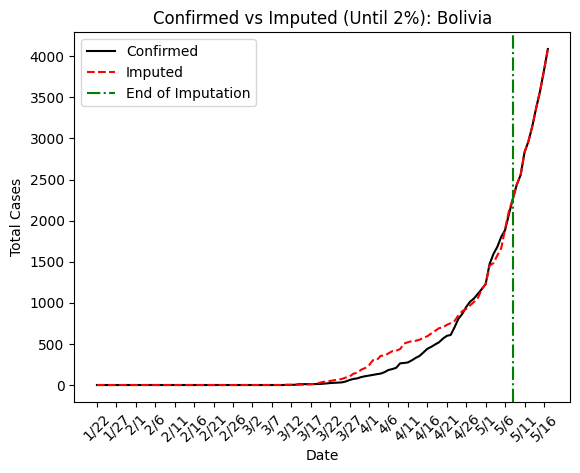 Confirmed vs Imputed (Until 2%): Bolivia
Confirmed
Imputed
End of Imputation
Total Cases
4000
3500
3000
2500
2000
1500
1000
500
0
1/22 1/27 2/1 2/6 2/11 2/16 2/21 2/26 3/2 3/7 3/12 3/17 3/22 3/27 4/1 4/6 4/11 4/16 4/21 4/26 5/1 5/6 5/11 5/16
Date